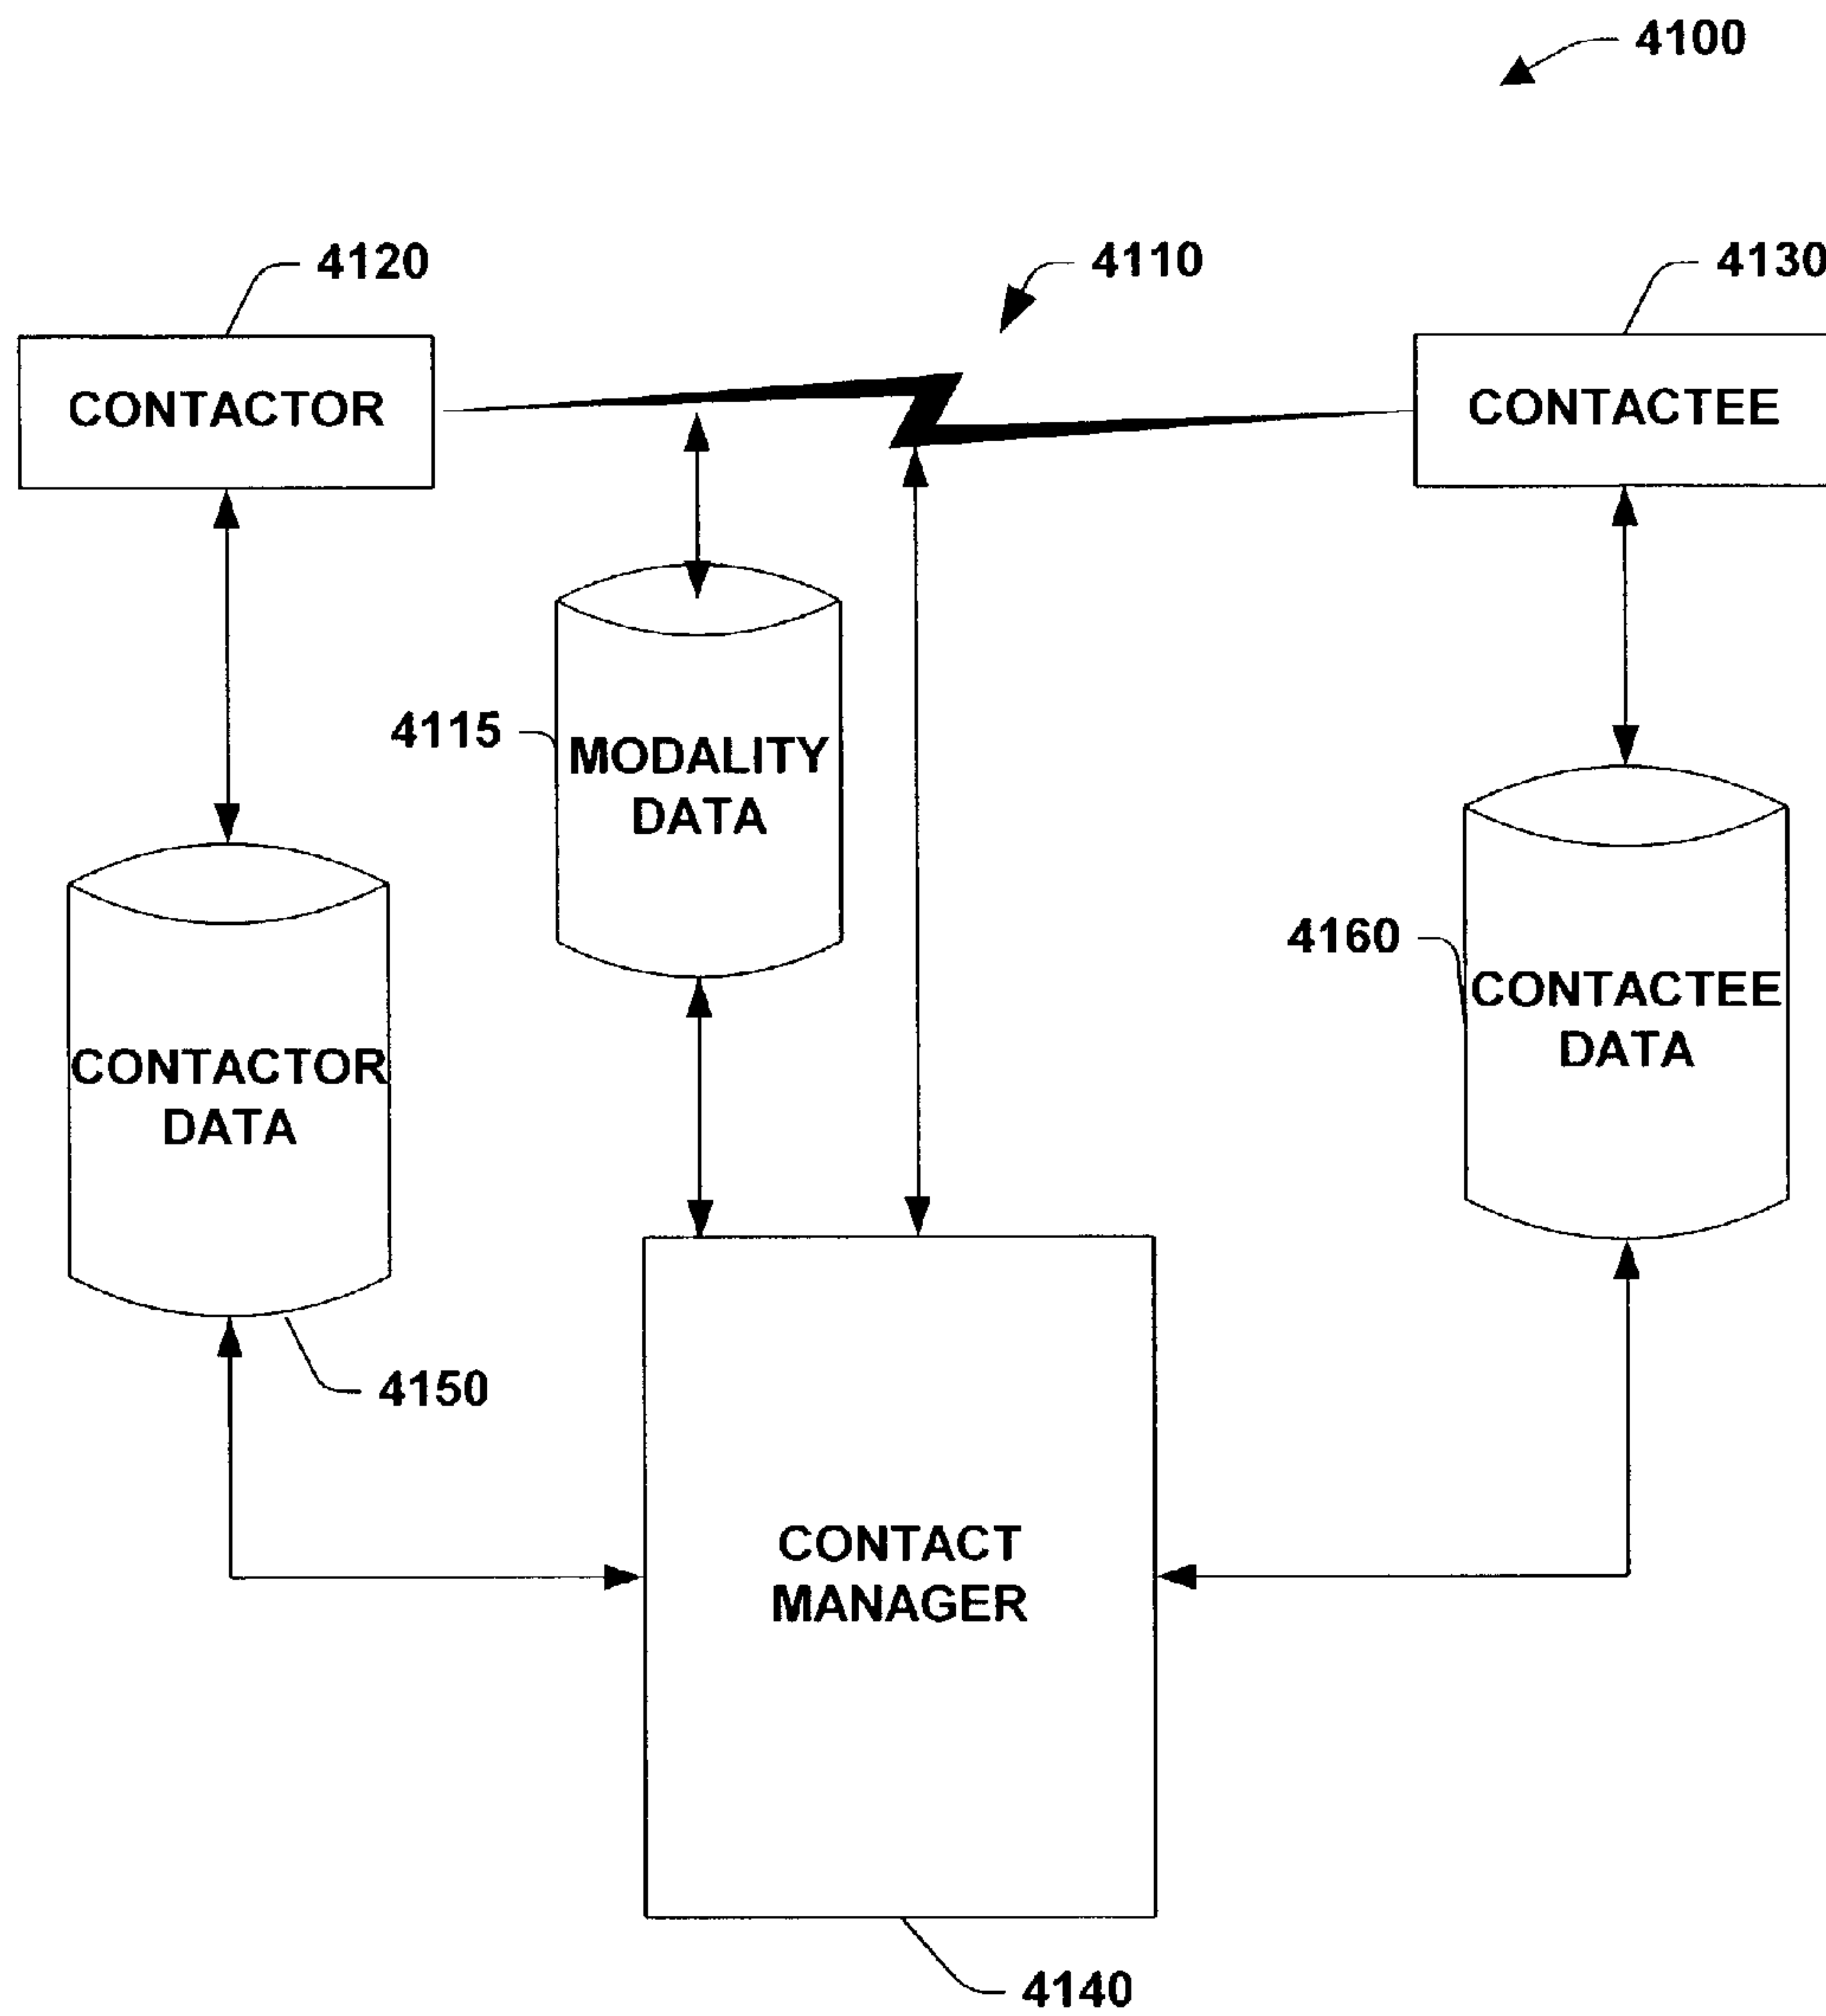 4100
4120
4110
4130
CONTACTOR
CONTACTEE
4115
MODALITY
DATA
4160
CONTACTEE
DATA
CONTACTOR
DATA
4150
CONTACT
MANAGER
4140